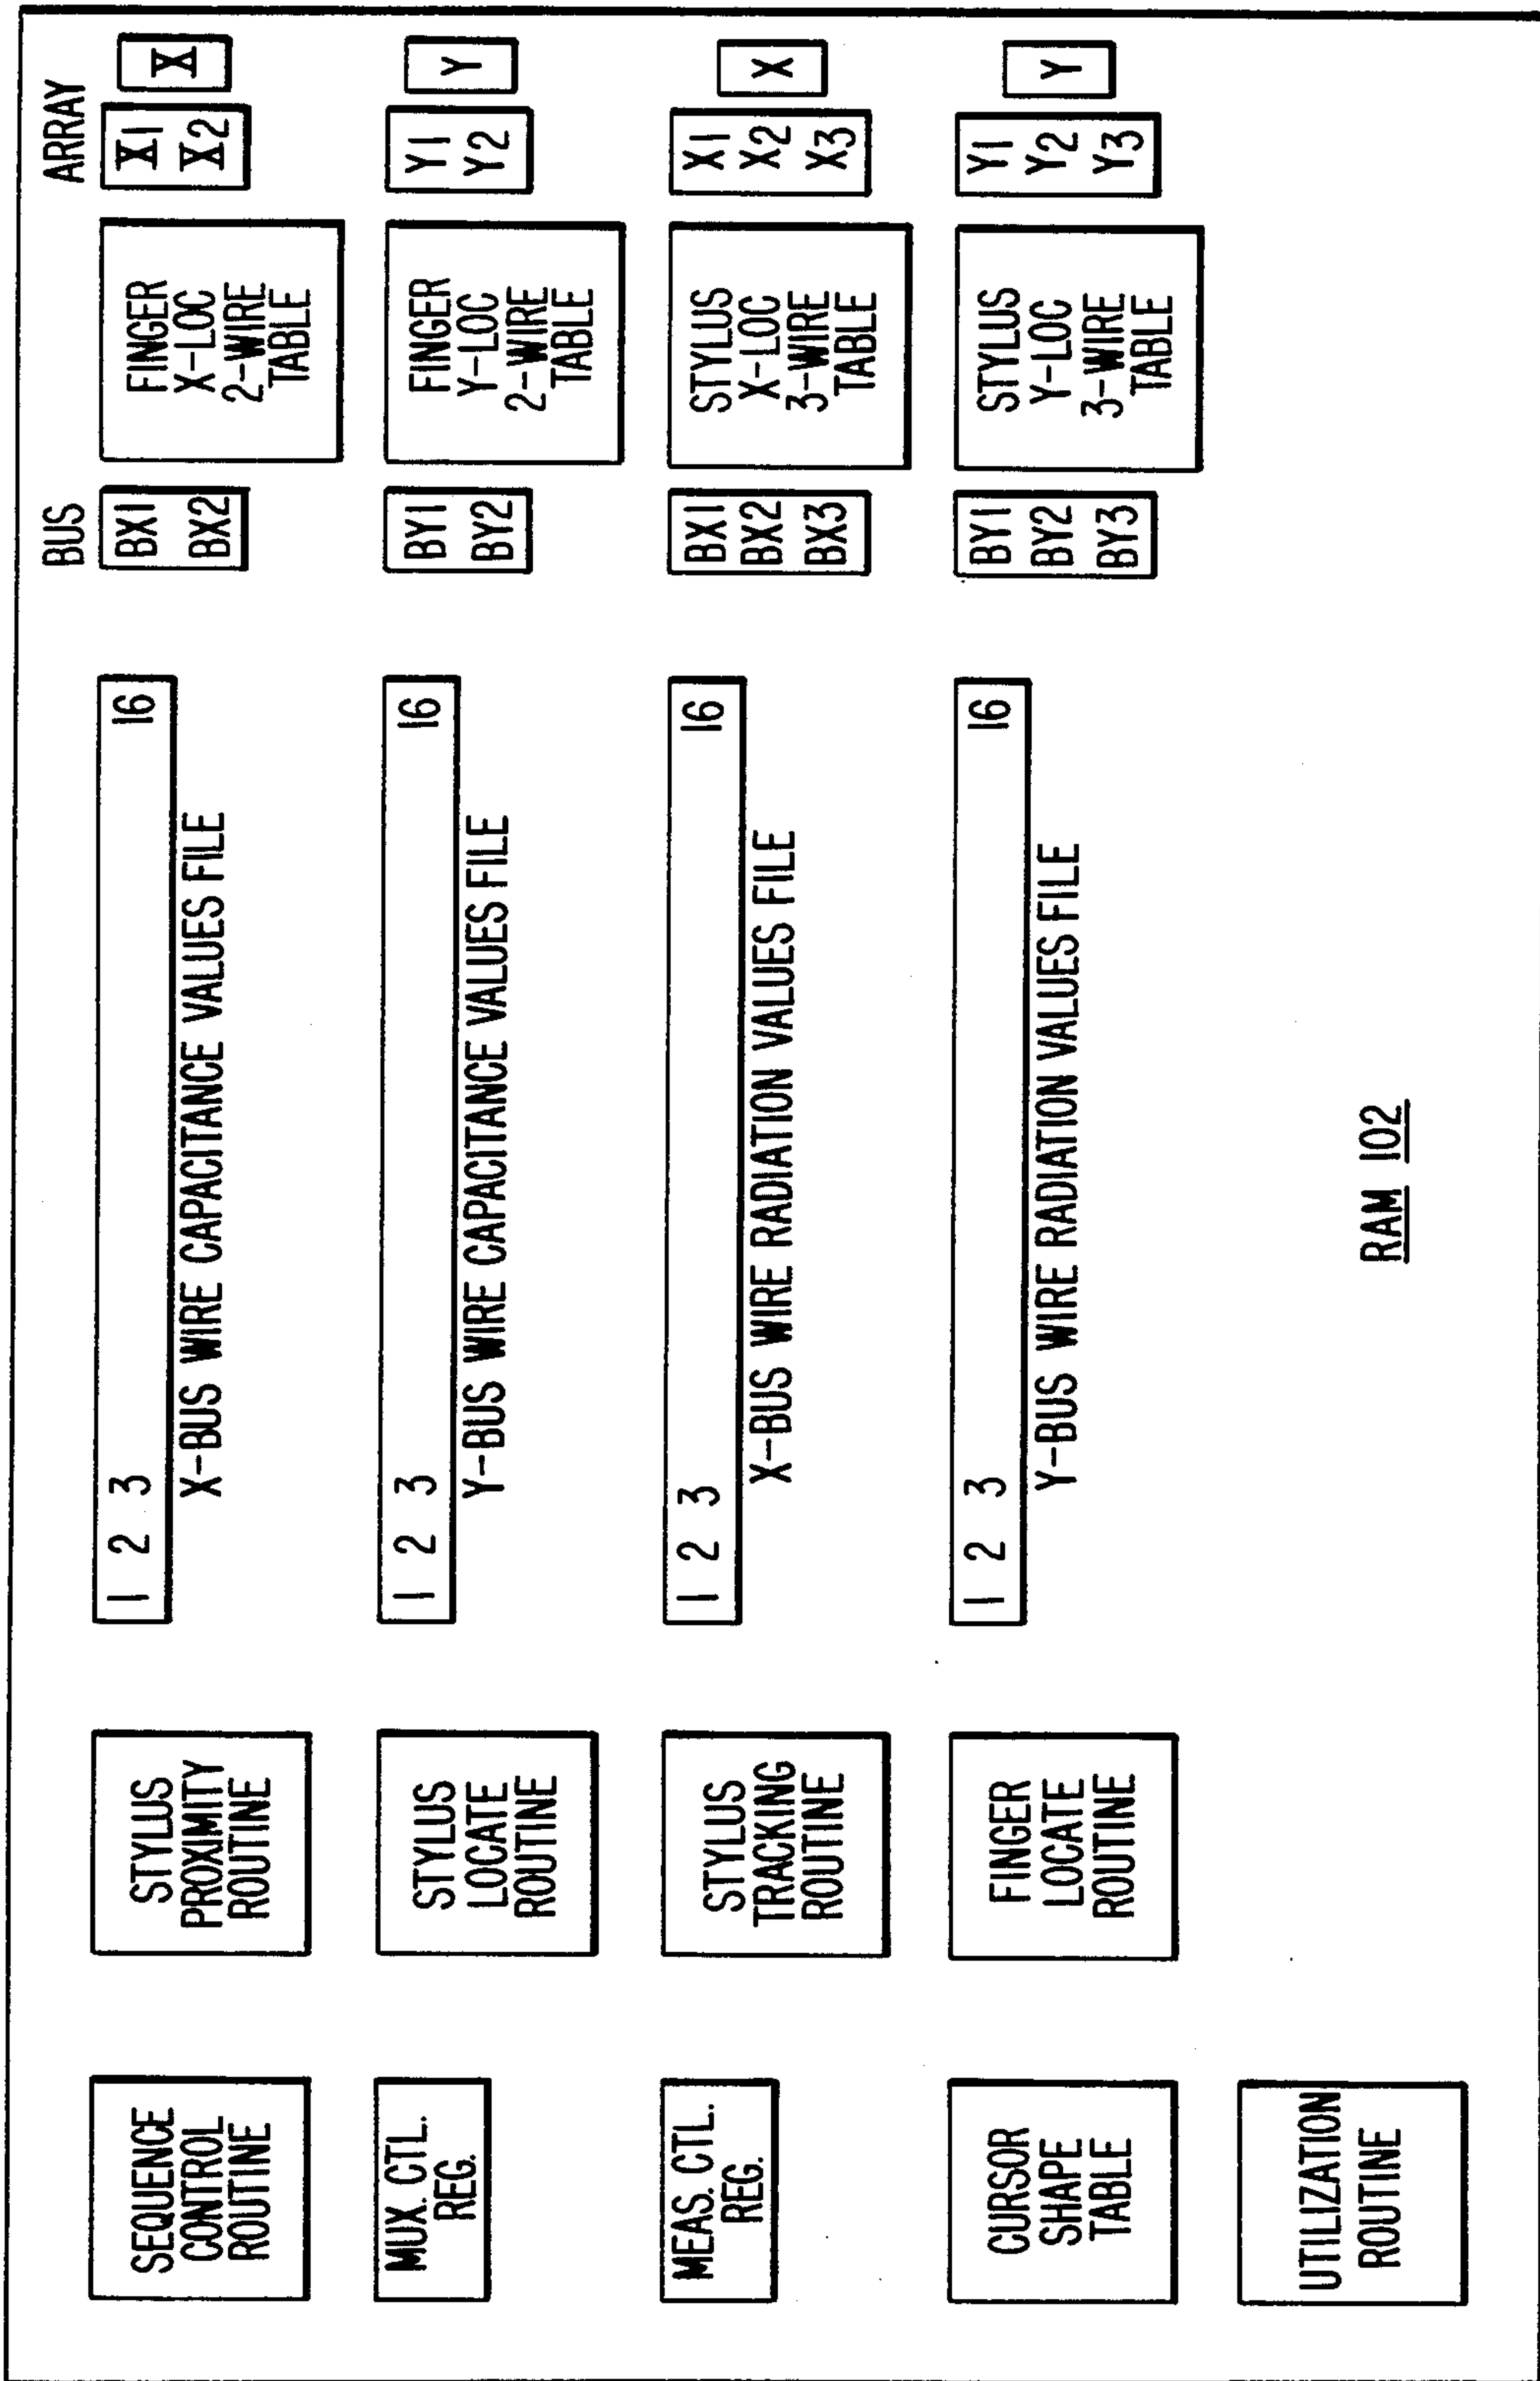 BUS
ARRAY
SEQUENCE
CONTROL
ROUTINE
STYLUS
PROXIMITY
ROUTINE
1 2 3 16
X-BUS WIRE CAPACITANCE VALUES FILE
BX1
BX2
FINGER
X-LOC
2-WIRE
TABLE
X1
X2
X
MUX. CTL.
REG.
STYLUS
LOCATE
ROUTINE
1 2 3 16
Y-BUS WIRE CAPACITANCE VALUES FILE
BY1
BY2
FINGER
Y-LOC
2-WIRE
TABLE
Y1
Y2
Y
MEAS. CTL.
REG.
STYLUS
TRACKING
ROUTINE
1 2 3 16
X-BUS WIRE RADIATION VALUES FILE
BX1
BX2
BX3
STYLUS
X-LOC
3-WIRE
TABLE
X1
X2
X3
X
CURSOR
SHAPE
TABLE
FINGER
LOCATE
ROUTINE
1 2 3 16
Y-BUS WIRE RADIATION VALUES FILE
BY1
BY2
BY3
STYLUS
Y-LOC
3-WIRE
TABLE
Y1
Y2
Y3
Y
UTILIZATION
ROUTINE
RAM 102